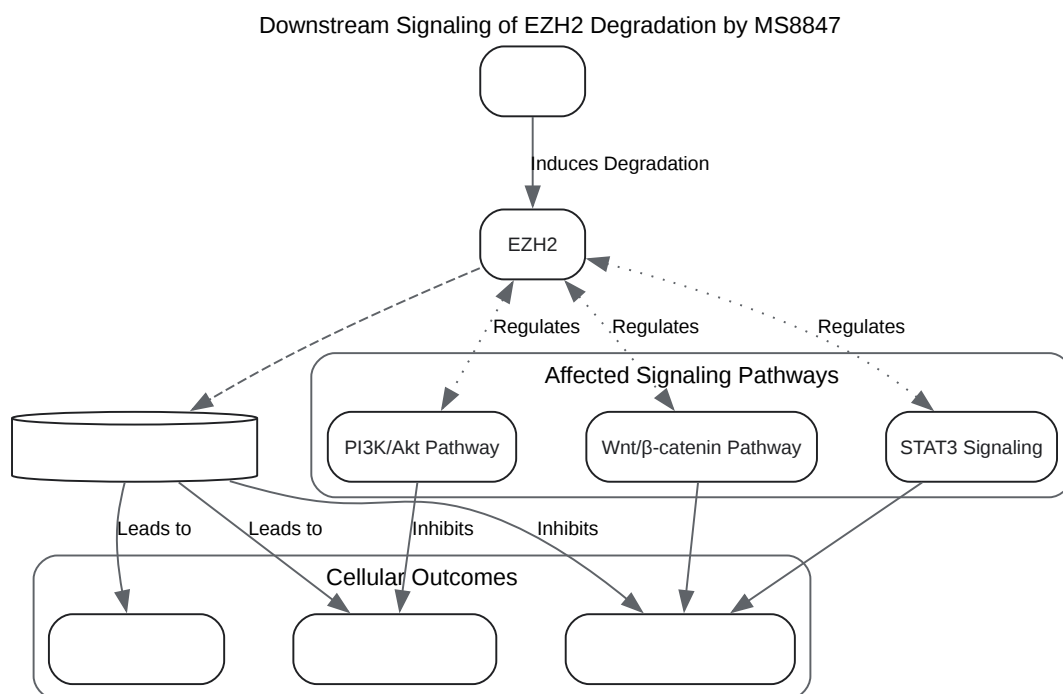 Downstream Signaling of EZH2 Degradation by MS8847
Induces Degradation
EZH2
Regulates
Regulates
Regulates
Affected Signaling Pathways
PI3K/Akt Pathway
Wnt/β-catenin Pathway
STAT3 Signaling
Leads to
Leads to
Inhibits
Inhibits
Cellular Outcomes